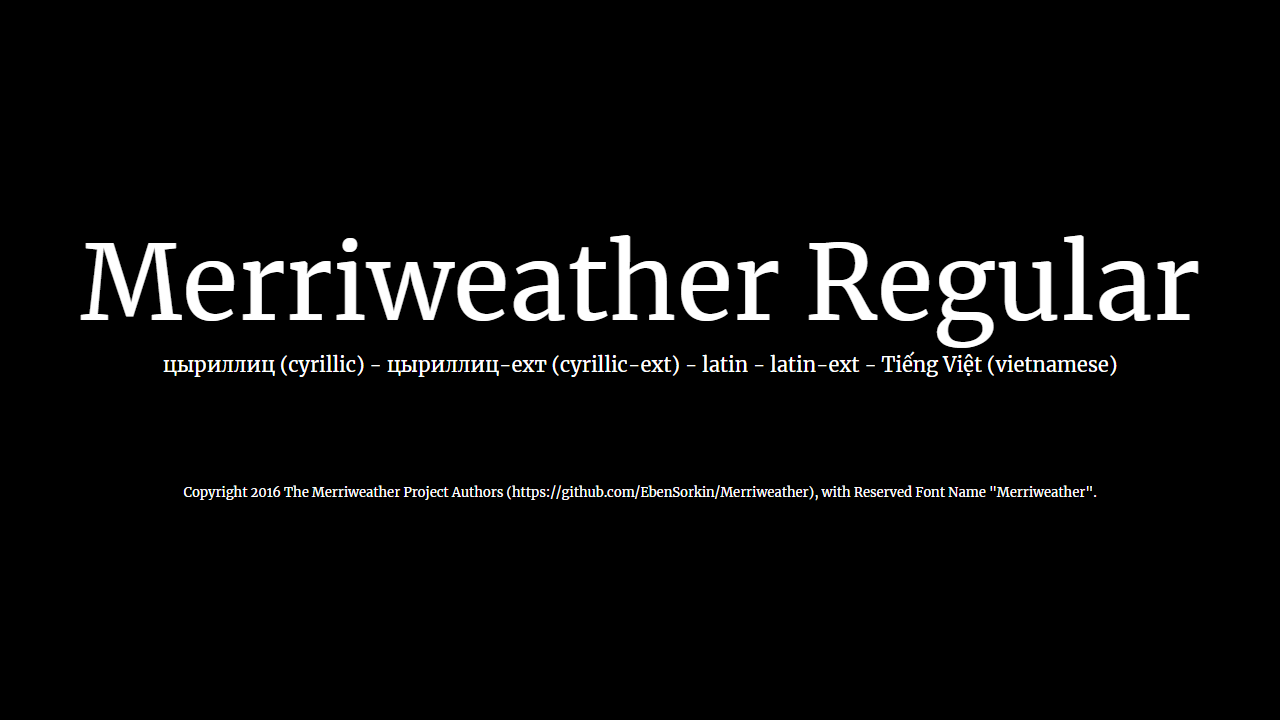 Merriweather Regular
цыриллиц (cyrillic) - цыриллиц-ехт (cyrillic-ext) - latin - latin-ext - Tiếng Việt (vietnamese)
Copyright 2016 The Merriweather Project Authors (https://github.com/EbenSorkin/Merriweather), with Reserved Font Name "Merriweather".